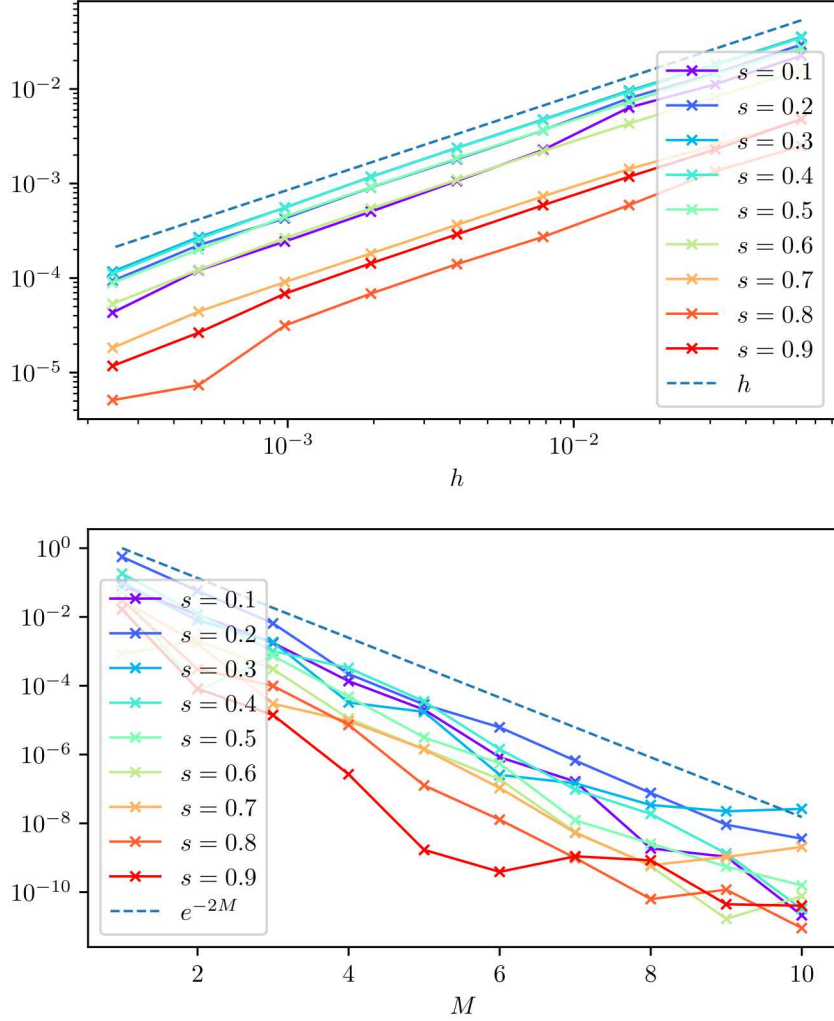 10⁻²
10⁻³
10⁻⁴
10⁻⁵
s = 0.1
s = 0.2
s = 0.3
s = 0.4
s = 0.5
s = 0.6
s = 0.7
s = 0.8
s = 0.9
h
10⁻³
10⁻²
h
10⁰
10⁻²
10⁻⁴
10⁻⁶
10⁻⁸
10⁻¹⁰
s = 0.1
s = 0.2
s = 0.3
s = 0.4
s = 0.5
s = 0.6
s = 0.7
s = 0.8
s = 0.9
e⁻²ᴹ
2
4
6
8
10
M